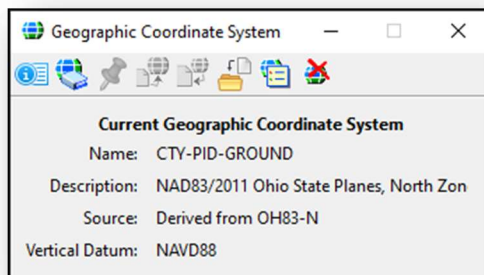 Geographic Coordinate System
Current Geographic Coordinate System
Name: CTY-PID-GROUND
Description: NAD83/2011 Ohio State Planes, North Zon
Source: Derived from OH83-N
Vertical Datum: NAVD88